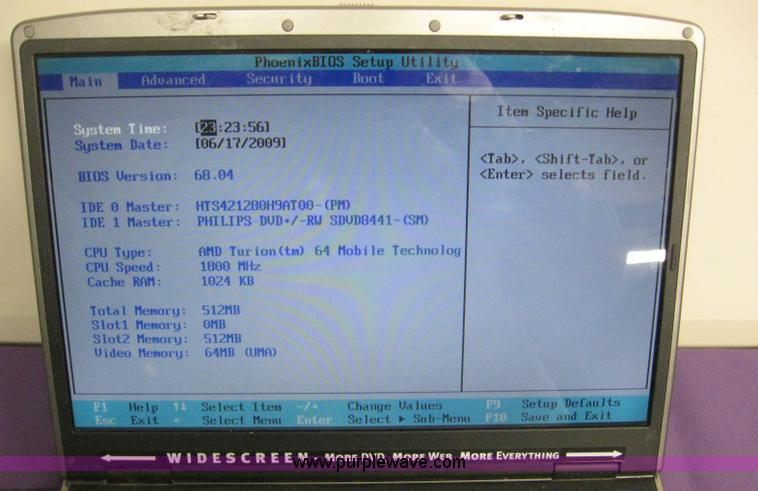 PhoenixBIOS Setup Utility
Main Advanced Security Boot Exit
Item Specific Help
System Time: [23:23:56]
System Date: [06/17/2009]
<Tab>, <Shift-Tab>, or
<Enter> selects field.
BIOS Version: 68.04
IDE 0 Master: HTS421280H9AT00-(PM)
IDE 1 Master: PHILIPS DVD+/-RW SDVD8441-(SM)
CPU Type: AMD Turion(tm) 64 Mobile Technolog
CPU Speed: 1800 MHz
Cache RAM: 1024 KB
Total Memory: 512MB
Slot1 Memory: 0MB
Slot2 Memory: 512MB
Video Memory: 64MB (UMA)
F1 Help ↑↓ Select Item -/+ Change Values F9 Setup Defaults
Esc Exit ← Select Menu Enter Select ▶ Sub-Menu F10 Save and Exit
WIDESCREEN - MORE DVD. MORE WEB. MORE EVERYTHING
www.purplewave.com